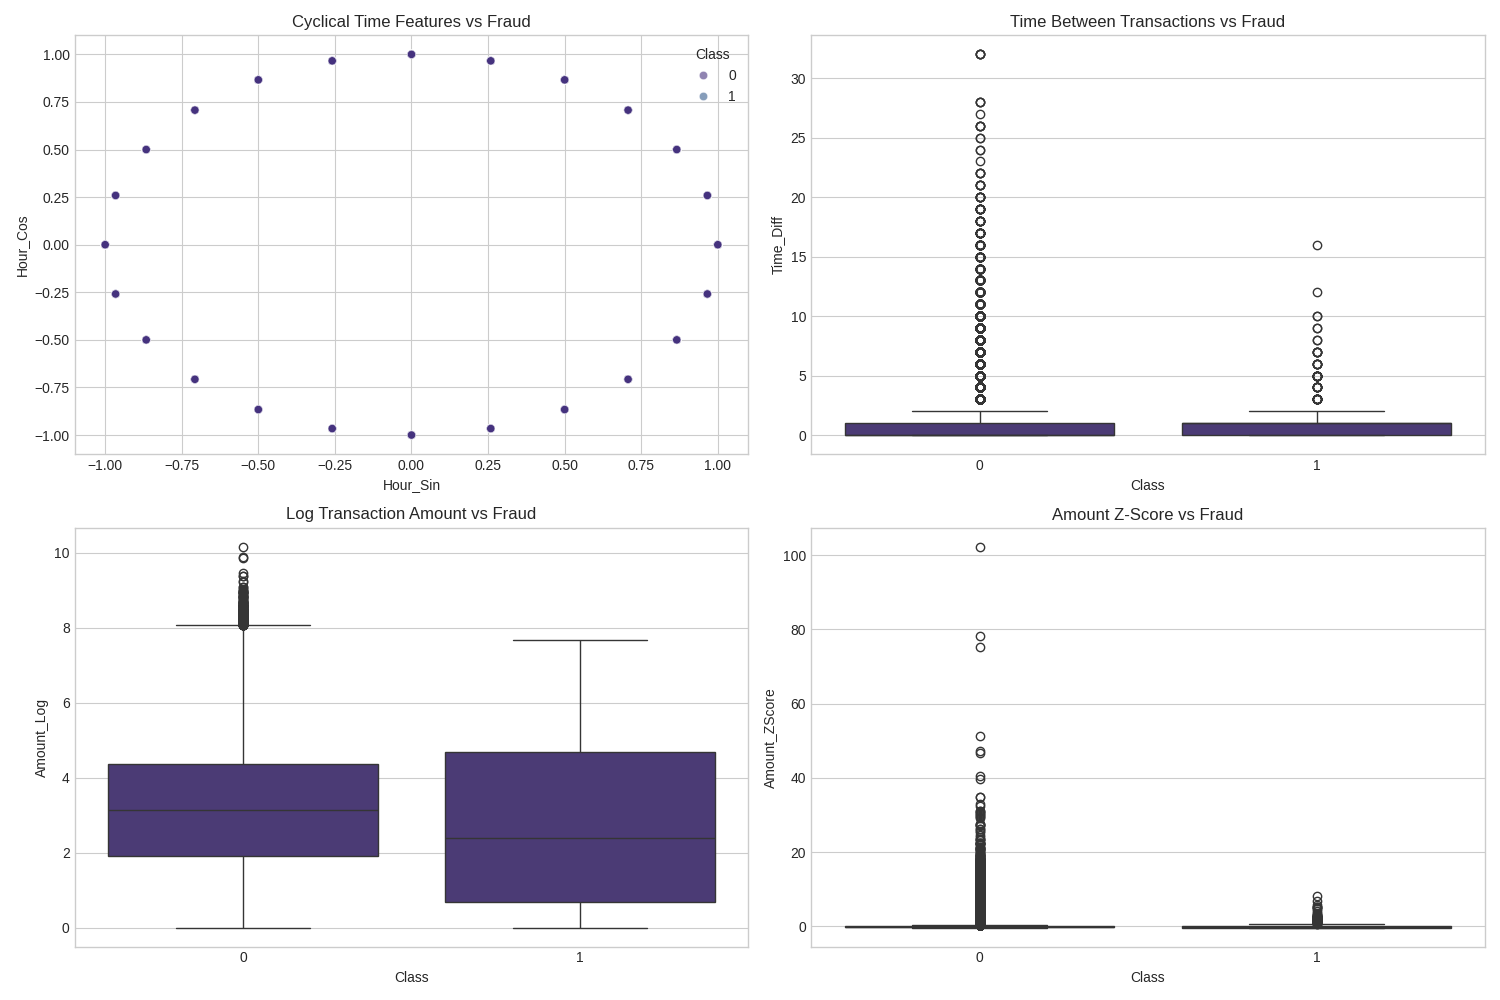 Cyclical Time Features vs Fraud
Class
0
1
1.00
0.75
0.50
0.25
0.00
−0.25
−0.50
−0.75
−1.00
Hour_Cos
−1.00 −0.75 −0.50 −0.25 0.00 0.25 0.50 0.75 1.00
Hour_Sin
Time Between Transactions vs Fraud
30
25
20
15
10
5
0
Time_Diff
0 1
Class
Log Transaction Amount vs Fraud
10
8
6
4
2
0
Amount_Log
0 1
Class
Amount Z-Score vs Fraud
100
80
60
40
20
0
Amount_ZScore
0 1
Class